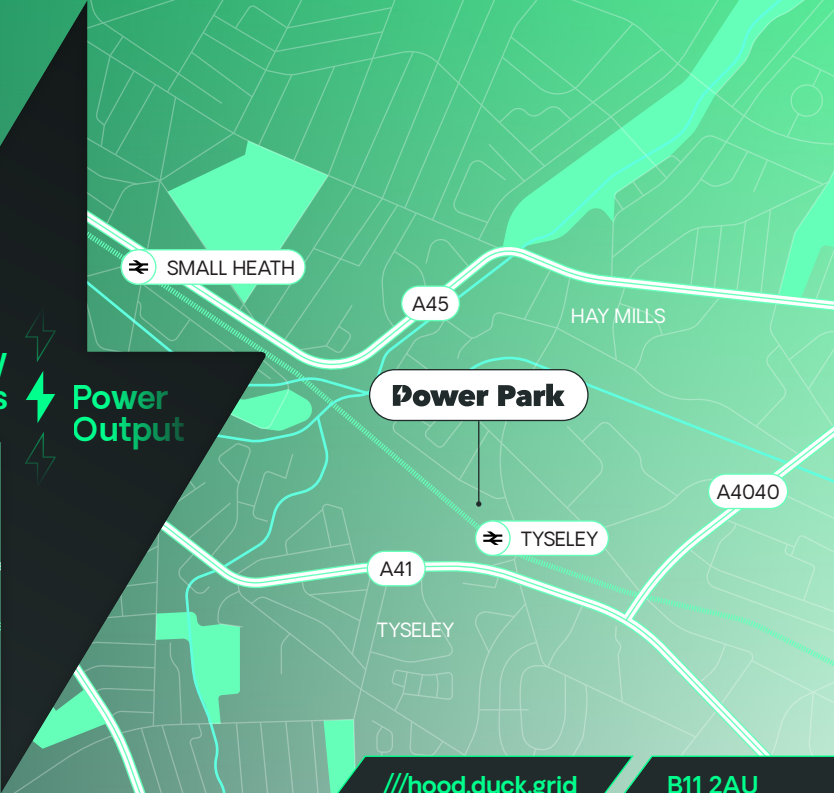 SMALL HEATH
A45
HAY MILLS
Power
Output
Power Park
A4040
TYSELEY
A41
TYSELEY
///hood.duck.grid
B11 2AU